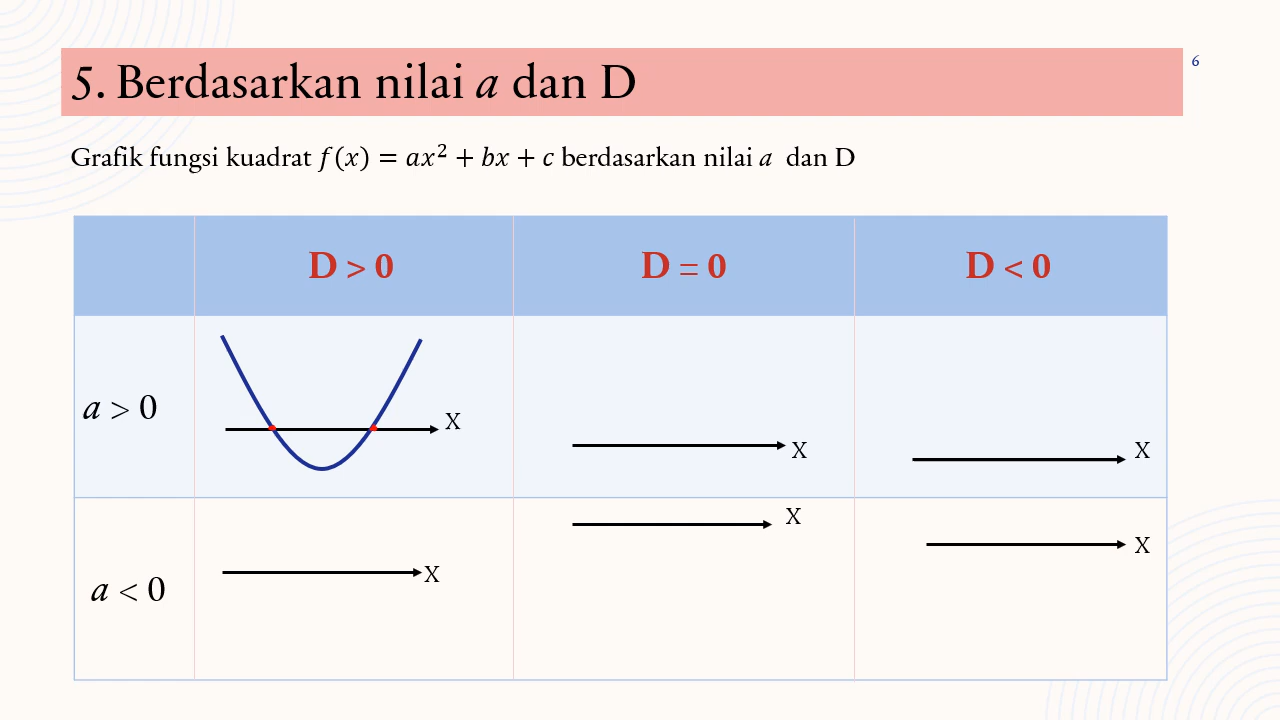 5. Berdasarkan nilai a dan D
6
Grafik fungsi kuadrat f(x) = ax² + bx + c berdasarkan nilai a dan D
D > 0
D = 0
D < 0
a > 0
X
X
X
a < 0
X
X
X